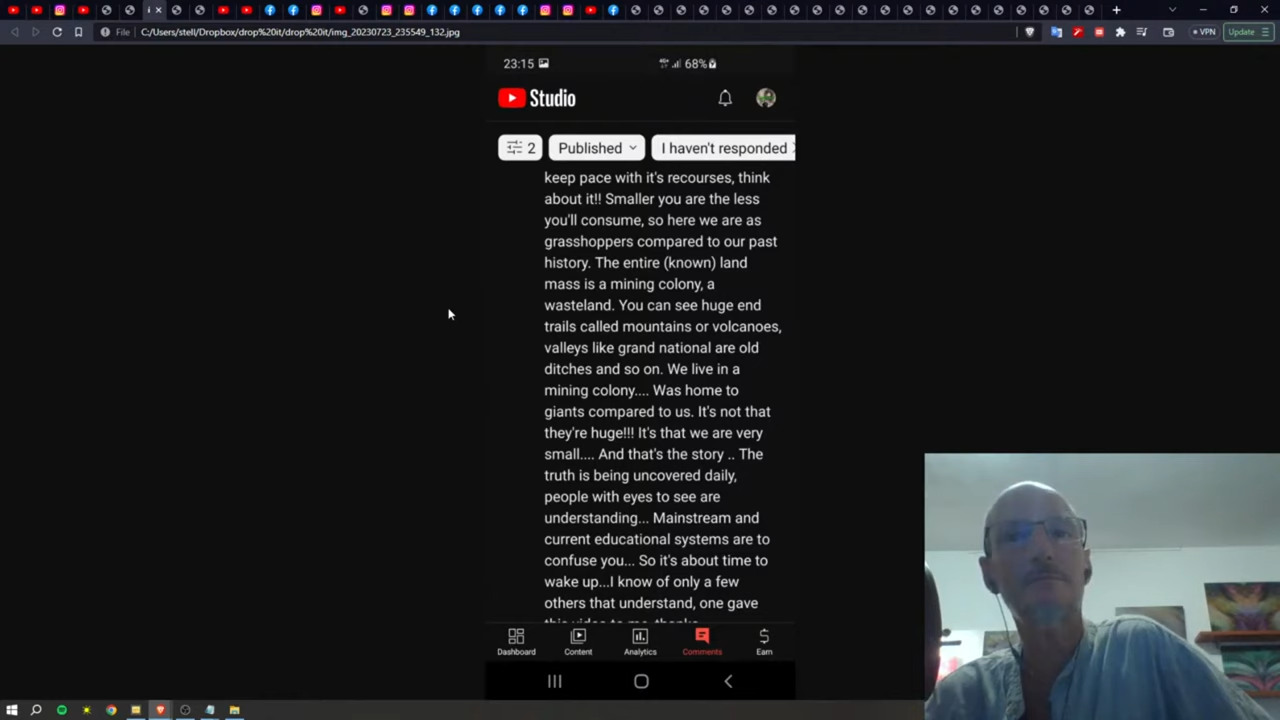 File
C:/Users/stell/Dropbox/drop%20it/drop%20it/img_20230723_235549_132.jpg
VPN
Update
23:15
68%
Studio
2
Published
I haven't responded
keep pace with it's recourses, think
about it!! Smaller you are the less
you'll consume, so here we are as
grasshoppers compared to our past
history. The entire (known) land
mass is a mining colony, a
wasteland. You can see huge end
trails called mountains or volcanoes,
valleys like grand national are old
ditches and so on. We live in a
mining colony.... Was home to
giants compared to us. It's not that
they're huge!!! It's that we are very
small.... And that's the story .. The
truth is being uncovered daily,
people with eyes to see are
understanding... Mainstream and
current educational systems are to
confuse you... So it's about time to
wake up...I know of only a few
others that understand, one gave
this video to me, thanks
Dashboard
Content
Analytics
Comments
Earn